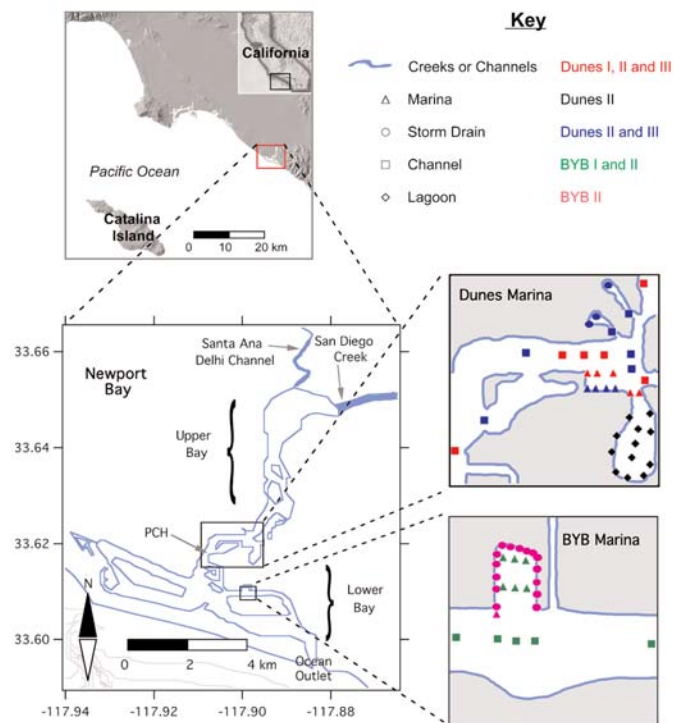 California
Pacific Ocean
Catalina
Island
0 10 20 km
Key
Creeks or Channels
Marina
Storm Drain
Channel
Lagoon
Dunes I, II and III
Dunes II
Dunes II and III
BYB I and II
BYB II
33.66
33.64
33.62
33.60
-117.94
-117.92
-117.90
-117.88
Newport
Bay
Santa Ana
Delhi Channel
San Diego
Creek
Upper
Bay
PCH
Lower
Bay
N
0 2 4 km
Ocean
Outlet
Dunes Marina
BYB Marina